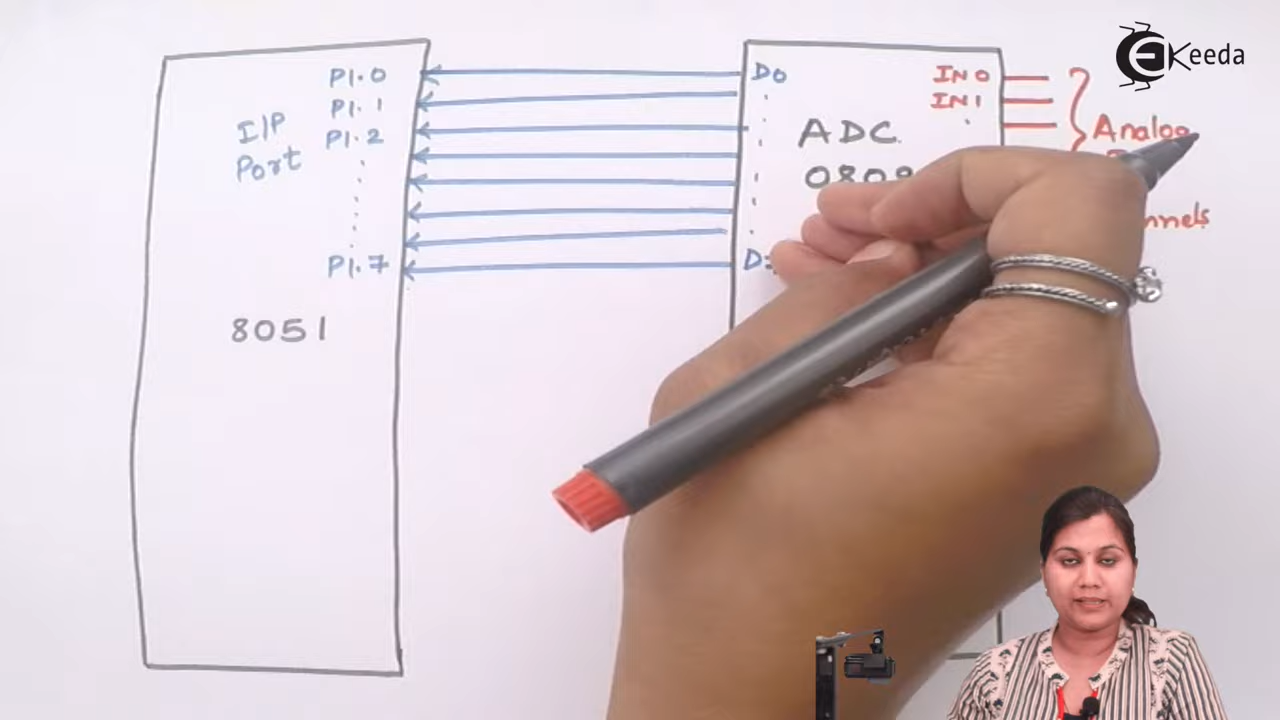 P1.0
P1.1
P1.2
I/P
Port
P1.7
8051
D0
ADC
IN0
IN1
Analog
Keeda